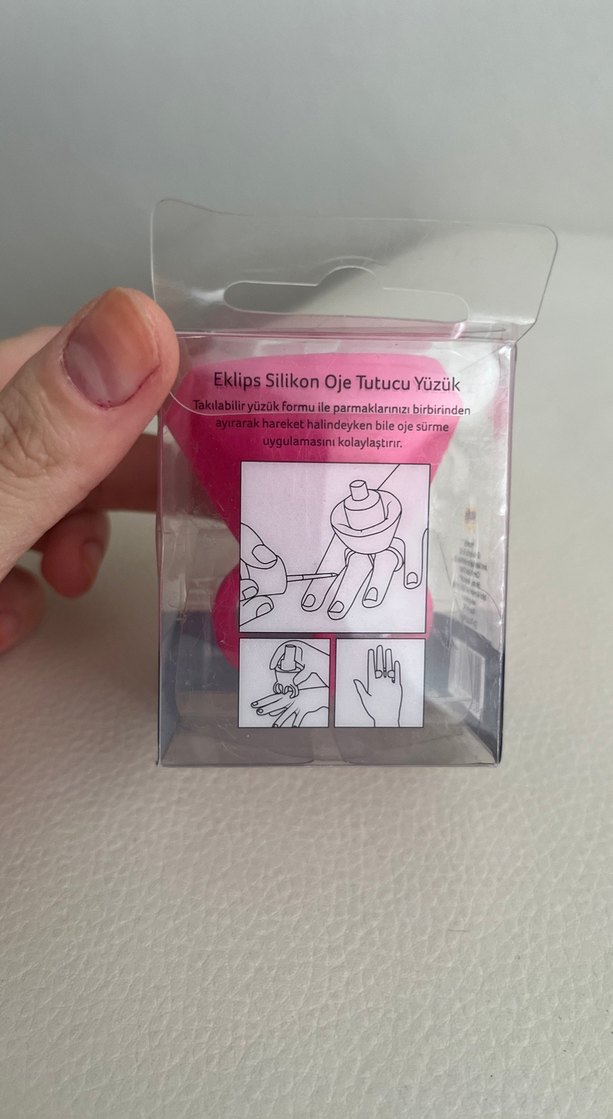 Eklips Silikon Oje Tutucu Yüzük
Takılabilir yüzük formu ile parmaklarınızı birbirinden
ayırarak hareket halindeyken bile oje sürme
uygulamasını kolaylaştırır.